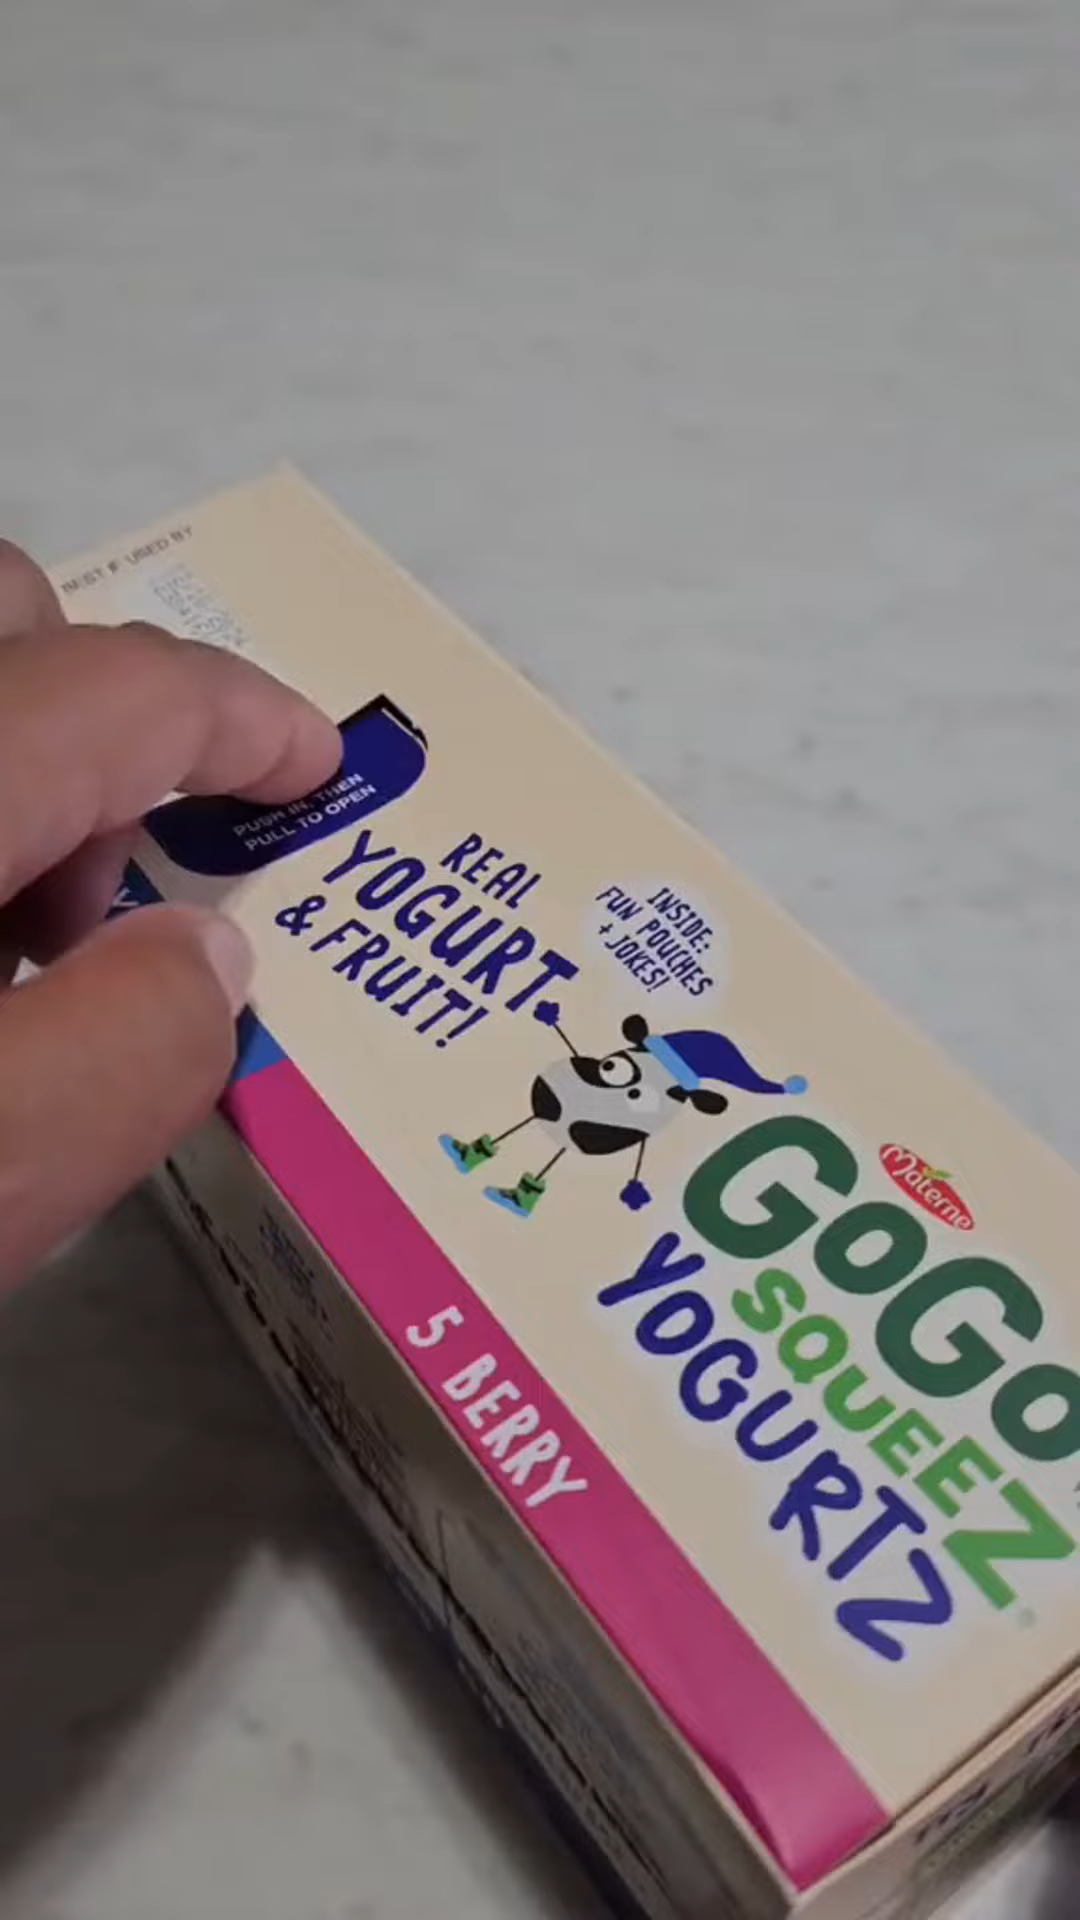 BEST IF USED BY
PUSH IN, THEN
PULL TO OPEN
REAL
YOGURT
& FRUIT!
INSIDE:
FUN POUCHES
+ JOKES!
Materne
GoGo
SQUEEZ
YOGURTZ
5 BERRY